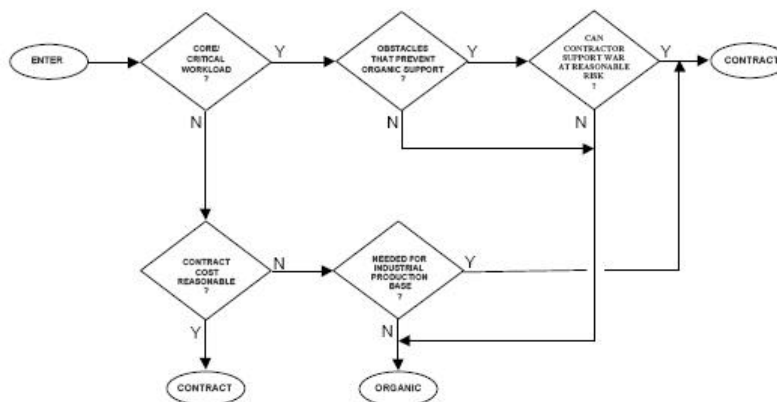 ENTER
CORE/
CRITICAL
WORKLOAD
?
Y
N
OBSTACLES
THAT PREVENT
ORGANIC SUPPORT
?
Y
N
CAN
CONTRACTOR
SUPPORT WAR
AT REASONABLE
RISK
?
Y
N
CONTRACT
CONTRACT
COST
REASONABLE
?
N
Y
NEEDED FOR
INDUSTRIAL
PRODUCTION
BASE
?
Y
N
CONTRACT
ORGANIC